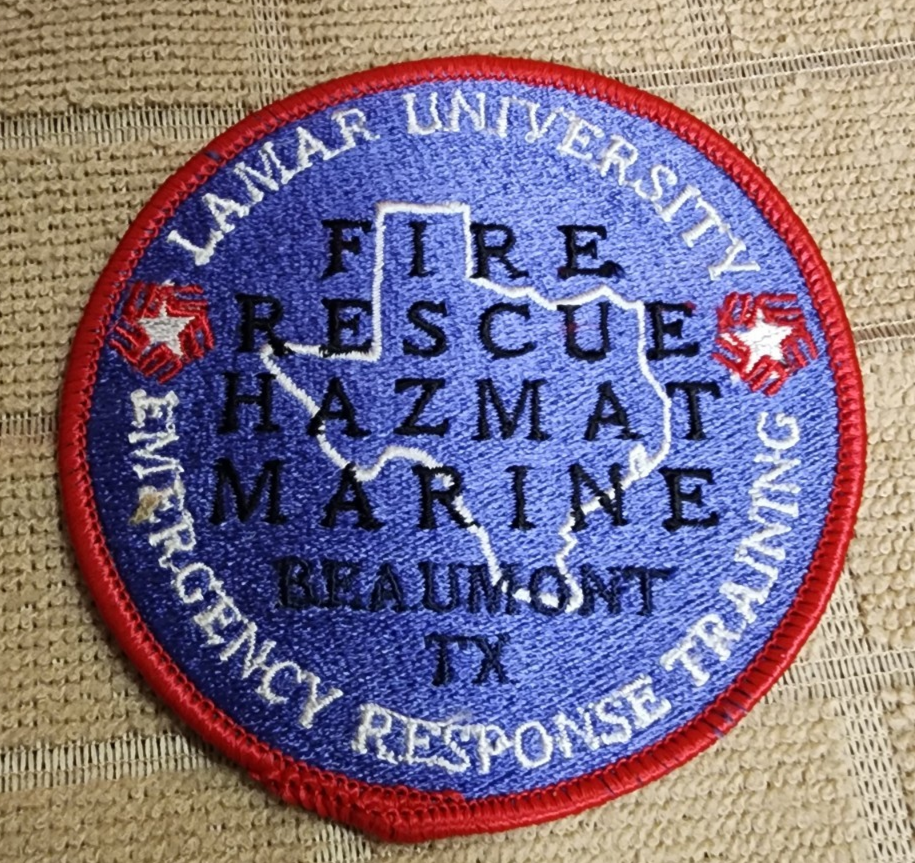 LAMAR UNIVERSITY
FIRE
RESCUE
HAZMAT
MARINE
BEAUMONT
TX
EMERGENCY RESPONSE TRAINING